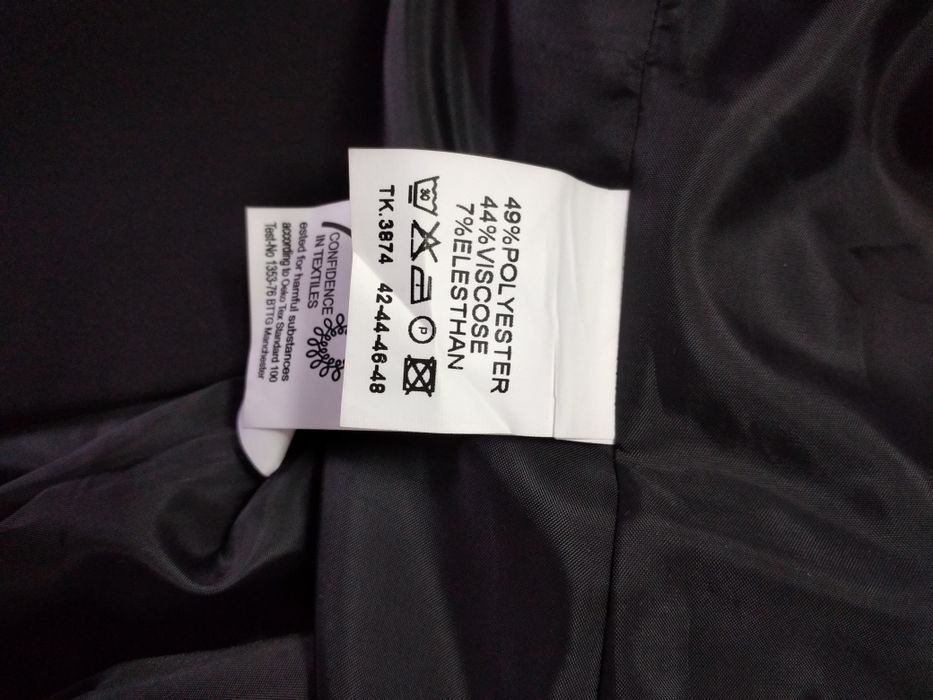 49%POLYESTER
44%VISCOSE
7%ELESTHAN
30
P
TK.3874 42-44-46-48
CONFIDENCE
IN TEXTILES
ested for harmful substances
according to Oeko Tex Standard 100
Test-No 1353-76 BTTG Manchester